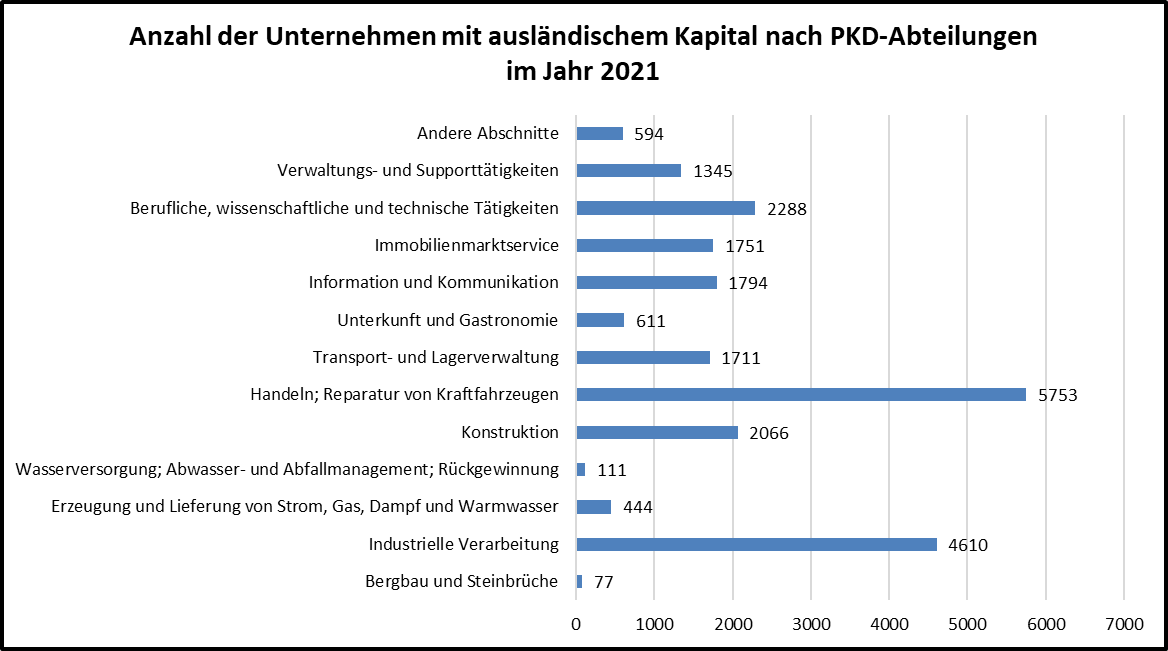 Anzahl der Unternehmen mit ausländischem Kapital nach PKD-Abteilungen
im Jahr 2021
Andere Abschnitte 594
Verwaltungs- und Supporttätigkeiten 1345
Berufliche, wissenschaftliche und technische Tätigkeiten 2288
Immobilienmarktservice 1751
Information und Kommunikation 1794
Unterkunft und Gastronomie 611
Transport- und Lagerverwaltung 1711
Handeln; Reparatur von Kraftfahrzeugen 5753
Konstruktion 2066
Wasserversorgung; Abwasser- und Abfallmanagement; Rückgewinnung 111
Erzeugung und Lieferung von Strom, Gas, Dampf und Warmwasser 444
Industrielle Verarbeitung 4610
Bergbau und Steinbrüche 77
0 1000 2000 3000 4000 5000 6000 7000